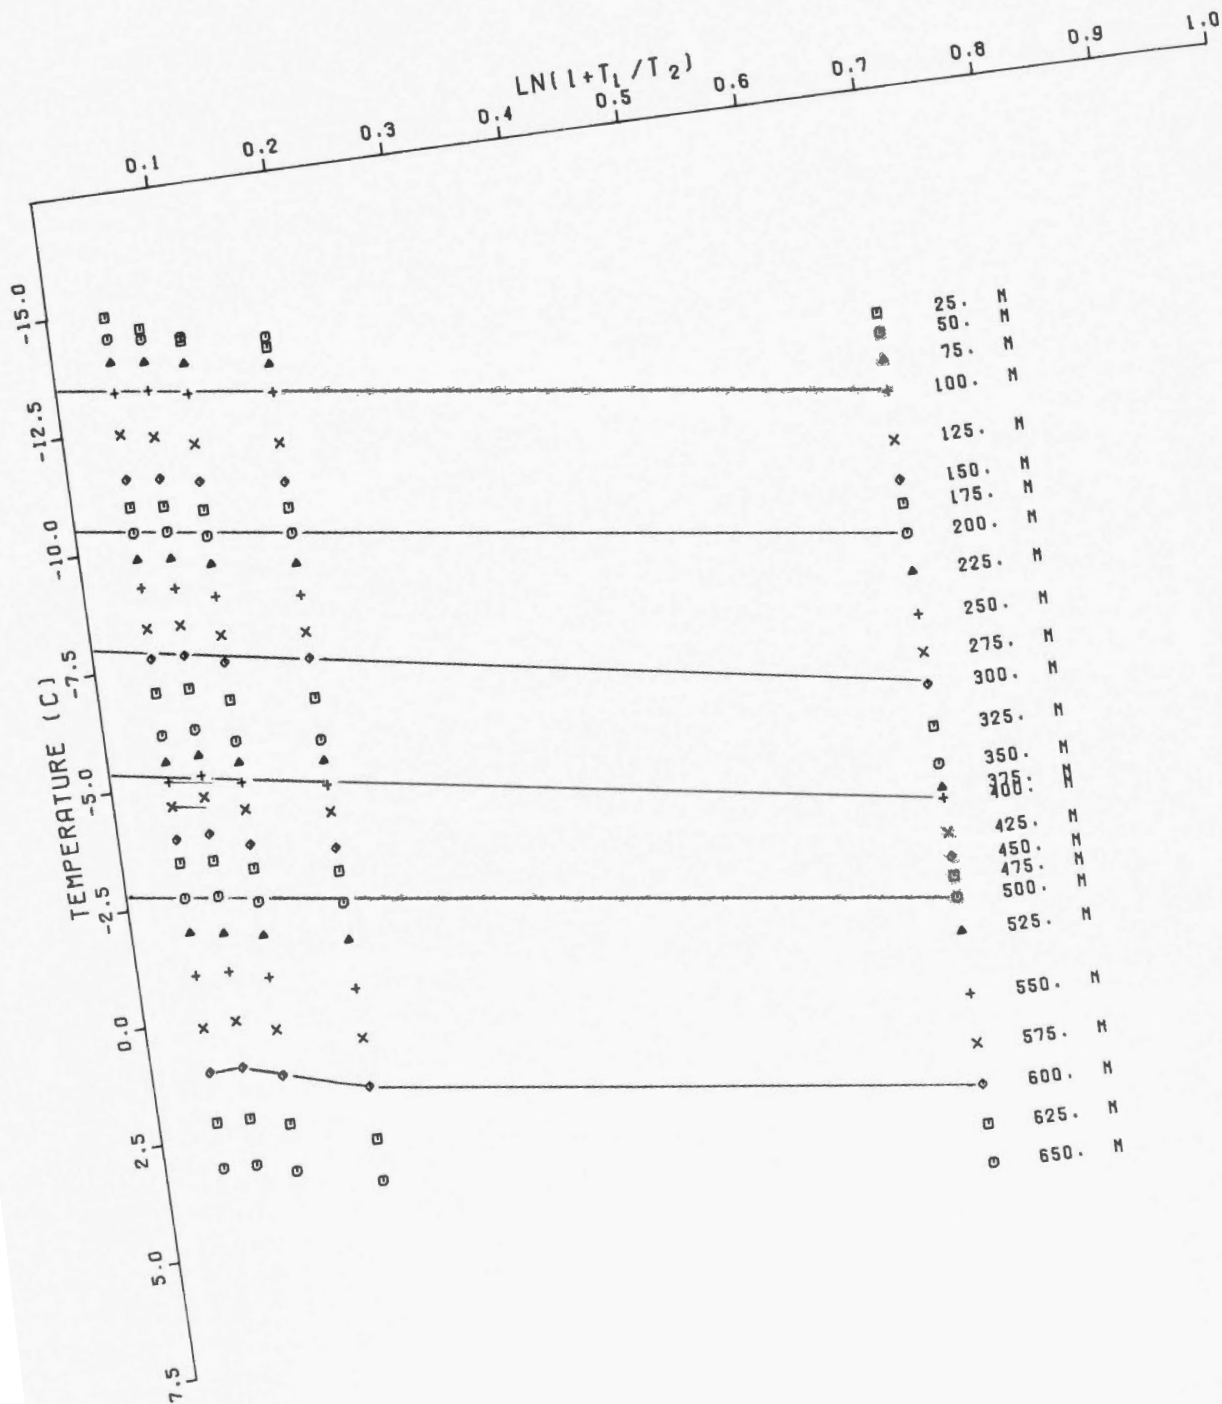 LN(1+T1/T2)
0.1 0.2 0.3 0.4 0.5 0.6 0.7 0.8 0.9 1.0
TEMPERATURE (C)
-15.0
-12.5
-10.0
-7.5
-5.0
-2.5
0.0
2.5
5.0
7.5
25. M
50. M
75. M
100. M
125. M
150. M
175. M
200. M
225. M
250. M
275. M
300. M
325. M
350. M
375. M
400. M
425. M
450. M
475. M
500. M
525. M
550. M
575. M
600. M
625. M
650. M